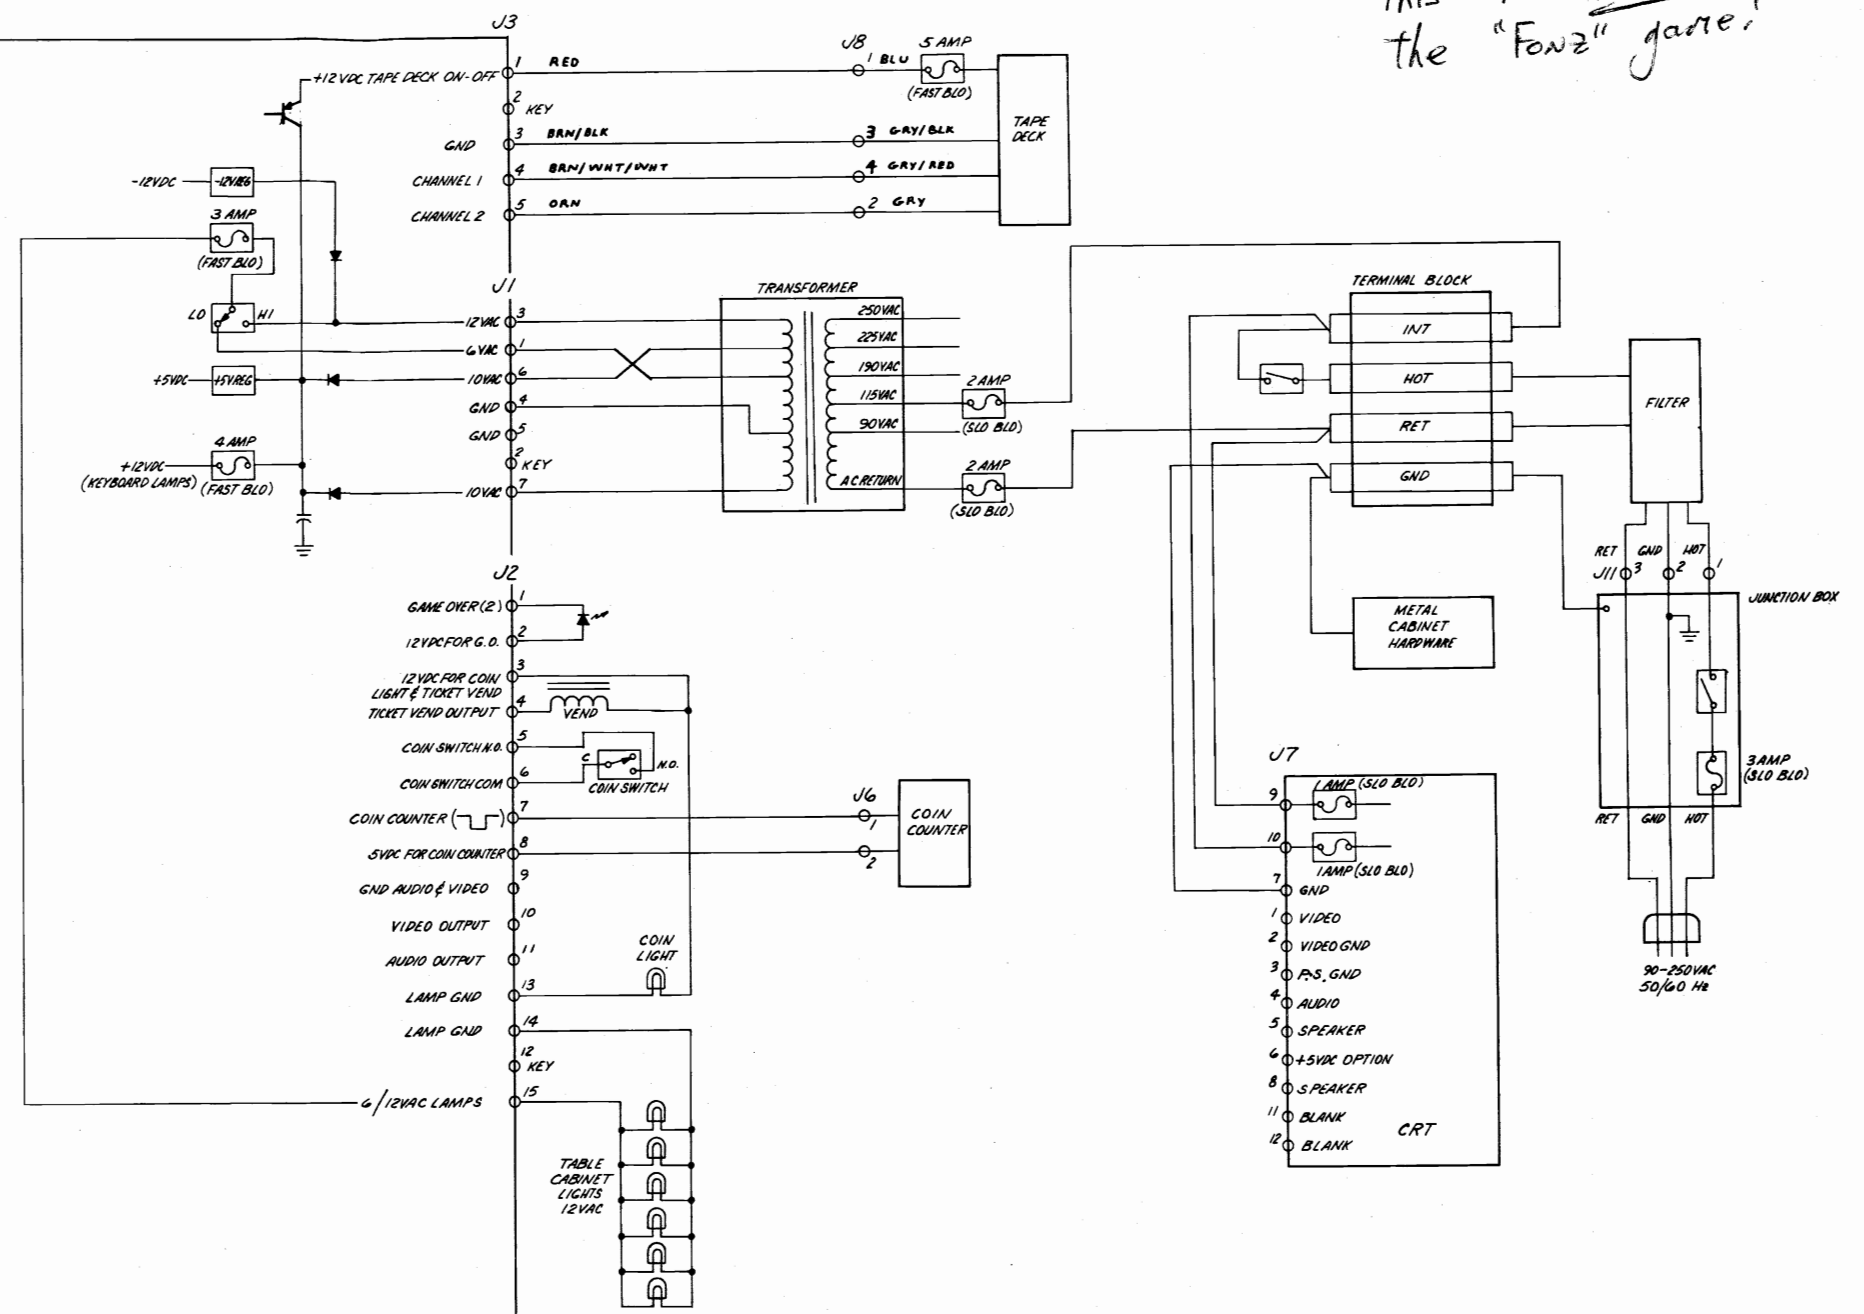 THIS
the "FONZ" game!
J3
+12VDC TAPE DECK ON-OFF
1 RED
2 KEY
GND 3 BRN/BLK
CHANNEL 1 4 BRN/WHT/WHT
CHANNEL 2 5 ORN
J8
1 BLU
3 GRY/BLK
4 GRY/RED
2 GRY
5 AMP
(FAST BLO)
TAPE
DECK
-12VDC
-12VREG
3 AMP
(FAST BLO)
LO
HI
+5VDC
+5VREG
4 AMP
+12VDC
(KEYBOARD LAMPS) (FAST BLO)
J1
12VAC 3
6VAC 1
10VAC 6
GND 4
GND 5
2 KEY
10VAC 7
TRANSFORMER
250VAC
225VAC
190VAC
115VAC
90VAC
AC RETURN
2 AMP
(SLO BLO)
2 AMP
(SLO BLO)
TERMINAL BLOCK
INT
HOT
RET
GND
FILTER
METAL
CABINET
HARDWARE
RET GND HOT
J11 3 2 1
JUNCTION BOX
3 AMP
(SLO BLO)
RET GND HOT
90-250VAC
50/60 Hz
J2
GAME OVER (2) 1
12VDC FOR G.O. 2
12VDC FOR COIN 3
LIGHT & TICKET VEND
TICKET VEND OUTPUT 4
VEND
COIN SWITCH N.O. 5
COIN SWITCH COM 6
C
N.O.
COIN SWITCH
COIN COUNTER ( ) 7
5VDC FOR COIN COUNTER 8
J6
1
2
COIN
COUNTER
GND AUDIO & VIDEO 9
VIDEO OUTPUT 10
AUDIO OUTPUT 11
LAMP GND 13
COIN
LIGHT
LAMP GND 14
12 KEY
6/12VAC LAMPS 15
TABLE
CABINET
LIGHTS
12VAC
J7
9 1 AMP (SLO BLO)
10
1 AMP (SLO BLO)
7 GND
1 VIDEO
2 VIDEO GND
3 P.S. GND
4 AUDIO
5 SPEAKER
6 +5VDC OPTION
8 SPEAKER
11 BLANK
12 BLANK
CRT